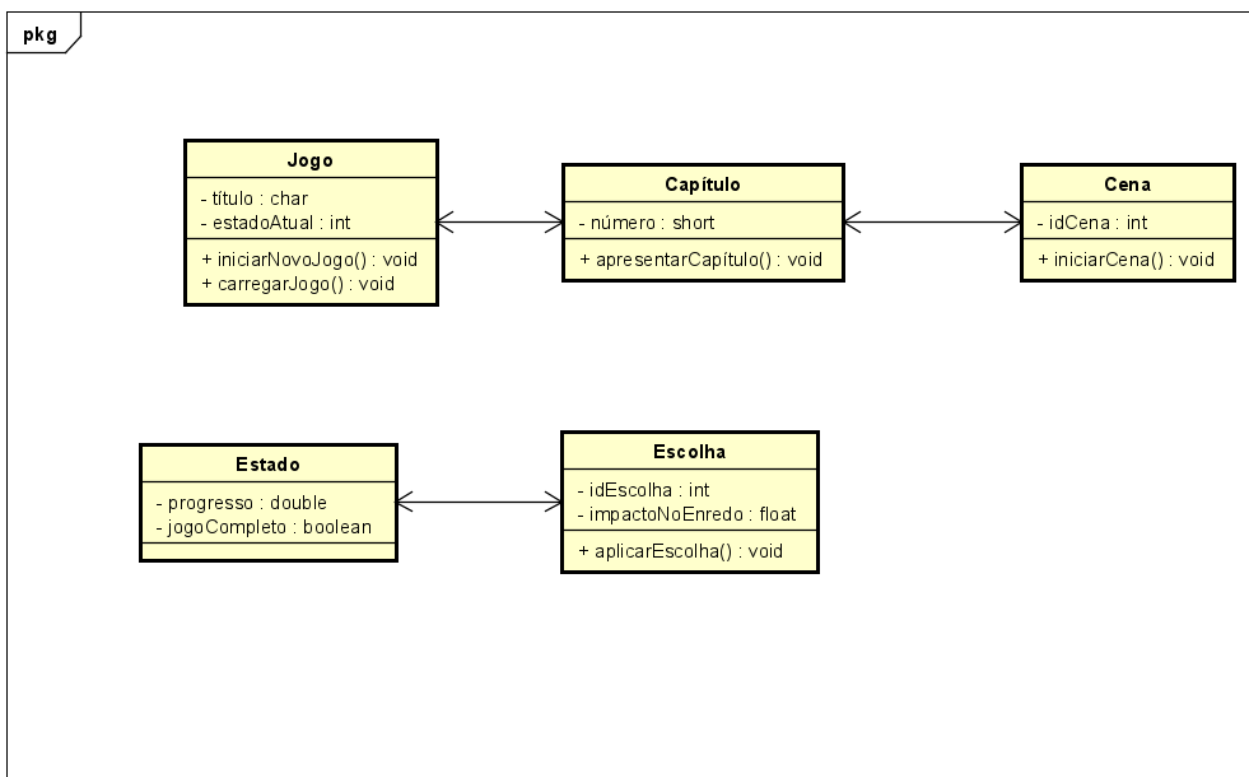 pkg
Jogo
- título : char
- estadoAtual : int
+ iniciarNovoJogo() : void
+ carregarJogo() : void
Capítulo
- número : short
+ apresentarCapítulo() : void
Cena
- idCena : int
+ iniciarCena() : void
Estado
- progresso : double
- jogoCompleto : boolean
Escolha
- idEscolha : int
- impactoNoEnredo : float
+ aplicarEscolha() : void